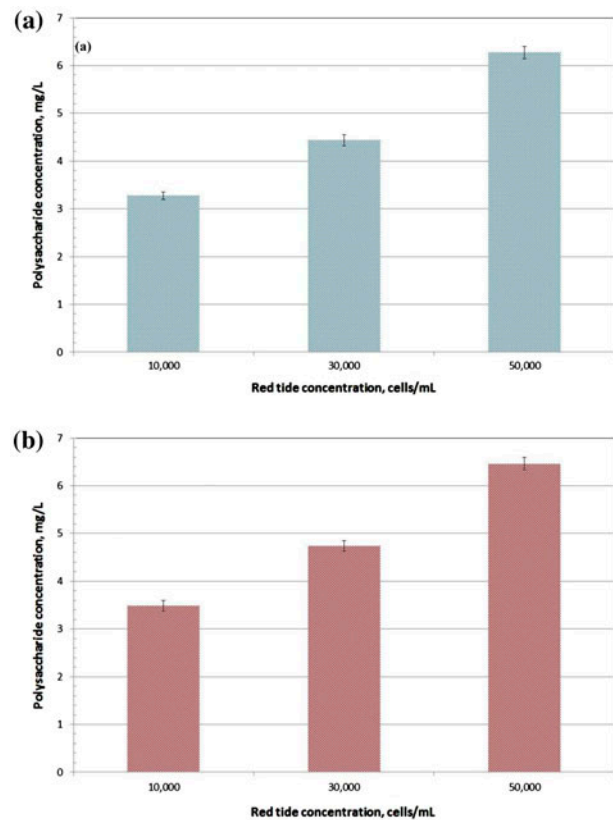 (a)
(a)
Polysaccharide concentration, mg/L
7
6
5
4
3
2
1
0
10,000 30,000 50,000
Red tide concentration, cells/mL
(b)
Polysaccharide concentration, mg/L
7
6
5
4
3
2
1
0
10,000 30,000 50,000
Red tide concentration, cells/mL